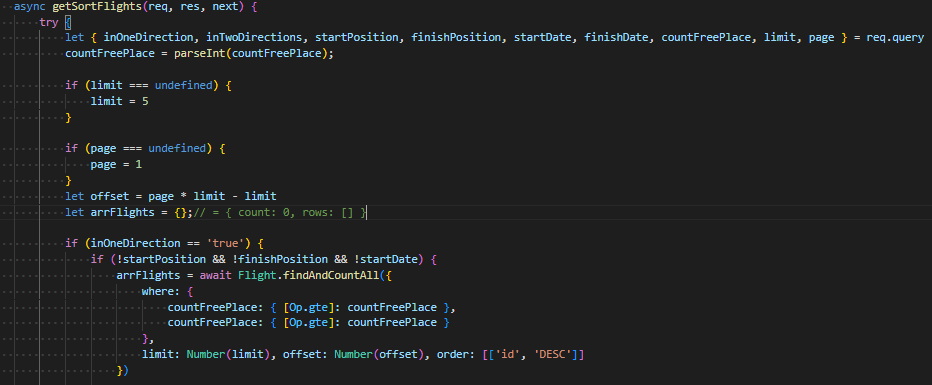 async getSortFlights(req, res, next) {
try {
let { inOneDirection, inTwoDirections, startPosition, finishPosition, startDate, finishDate, countFreePlace, limit, page } = req.query
countFreePlace = parseInt(countFreePlace);
if (limit === undefined) {
limit = 5
}
if (page === undefined) {
page = 1
}
let offset = page * limit - limit
let arrFlights = {};// = { count: 0, rows: [] }
if (inOneDirection == 'true') {
if (!startPosition && !finishPosition && !startDate) {
arrFlights = await Flight.findAndCountAll({
where: {
countFreePlace: { [Op.gte]: countFreePlace },
countFreePlace: { [Op.gte]: countFreePlace }
},
limit: Number(limit), offset: Number(offset), order: [['id', 'DESC']]
})